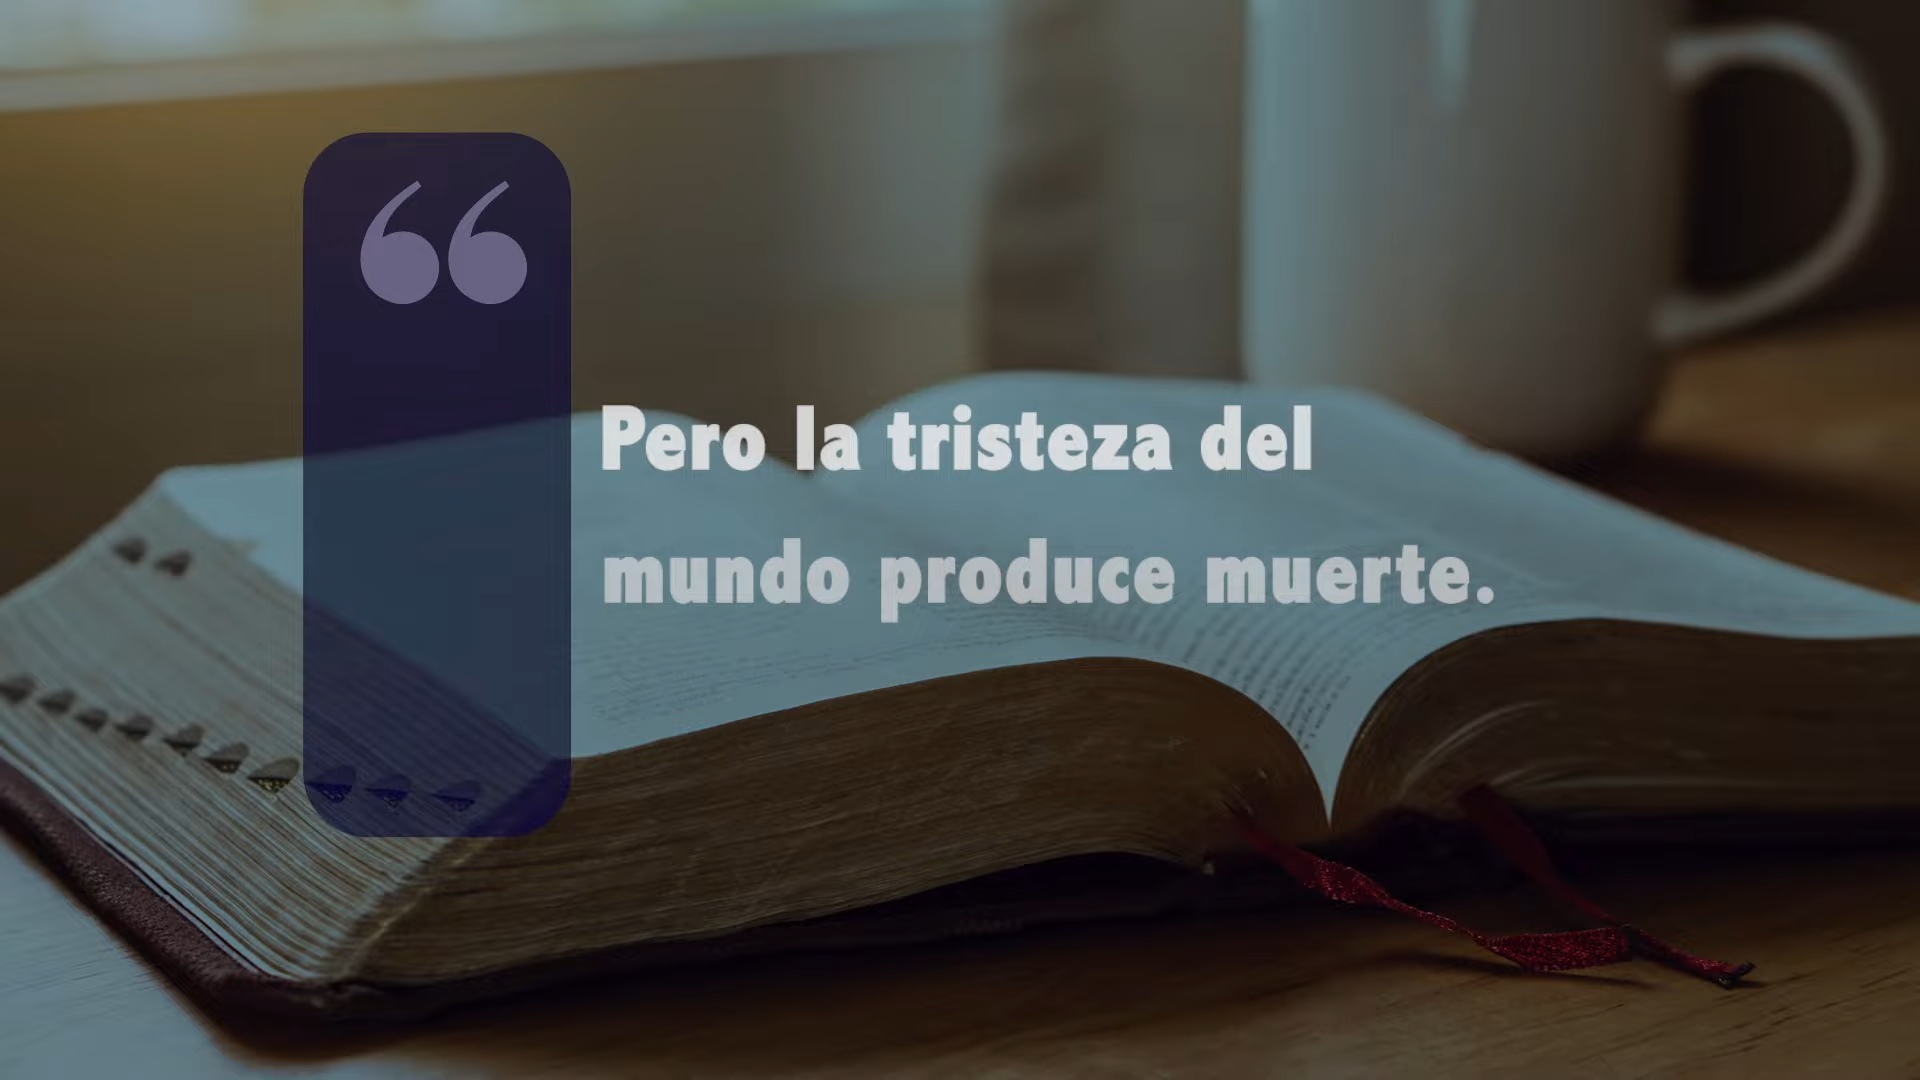 “
Pero la tristeza del
mundo produce muerte.